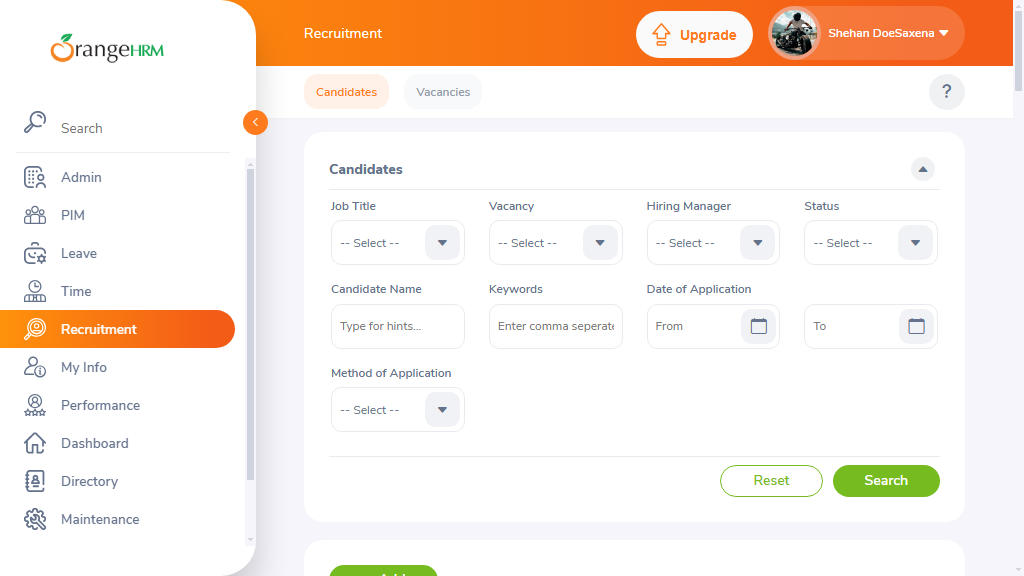 OrangeHRM
Recruitment
Upgrade
Shehan DoeSaxena
Candidates
Vacancies
?
Search
Admin
PIM
Leave
Time
Recruitment
My Info
Performance
Dashboard
Directory
Maintenance
Candidates
Job Title
Vacancy
Hiring Manager
Status
-- Select --
-- Select --
-- Select --
-- Select --
Candidate Name
Keywords
Date of Application
Type for hints...
Enter comma seperate
From
To
Method of Application
-- Select --
Reset
Search